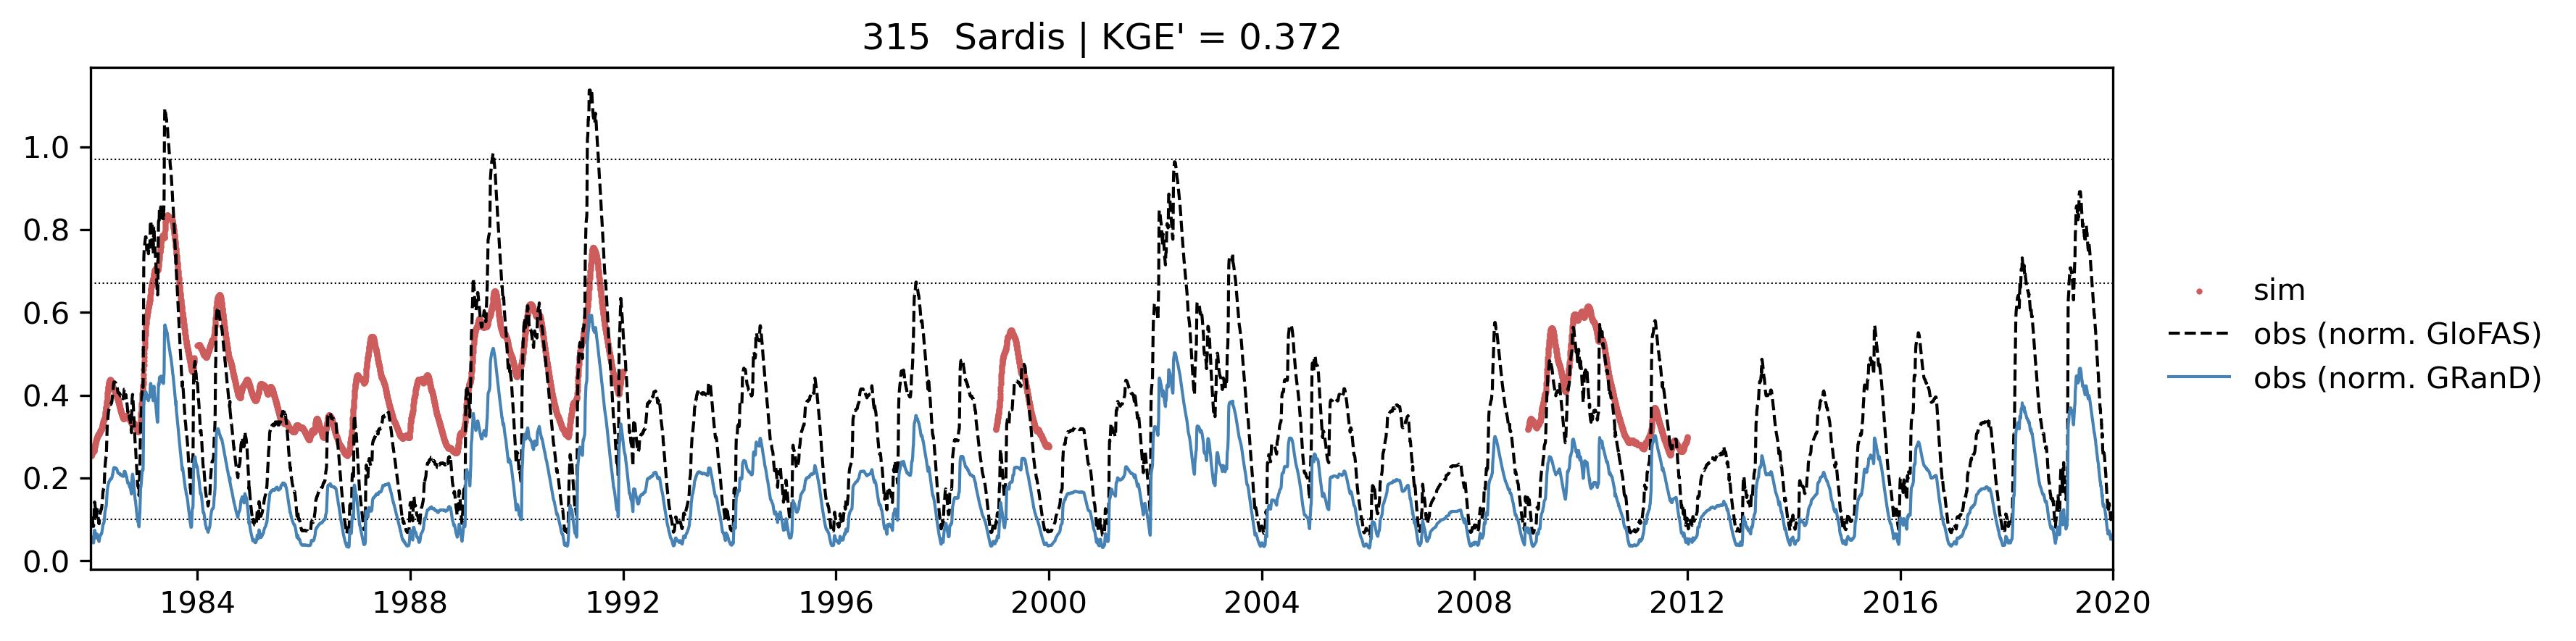 315  Sardis | KGE' = 0.372
1.0
0.8
0.6
0.4
0.2
0.0
1984 1988 1992 1996 2000 2004 2008 2012 2016 2020
sim
obs (norm. GloFAS)
obs (norm. GRanD)